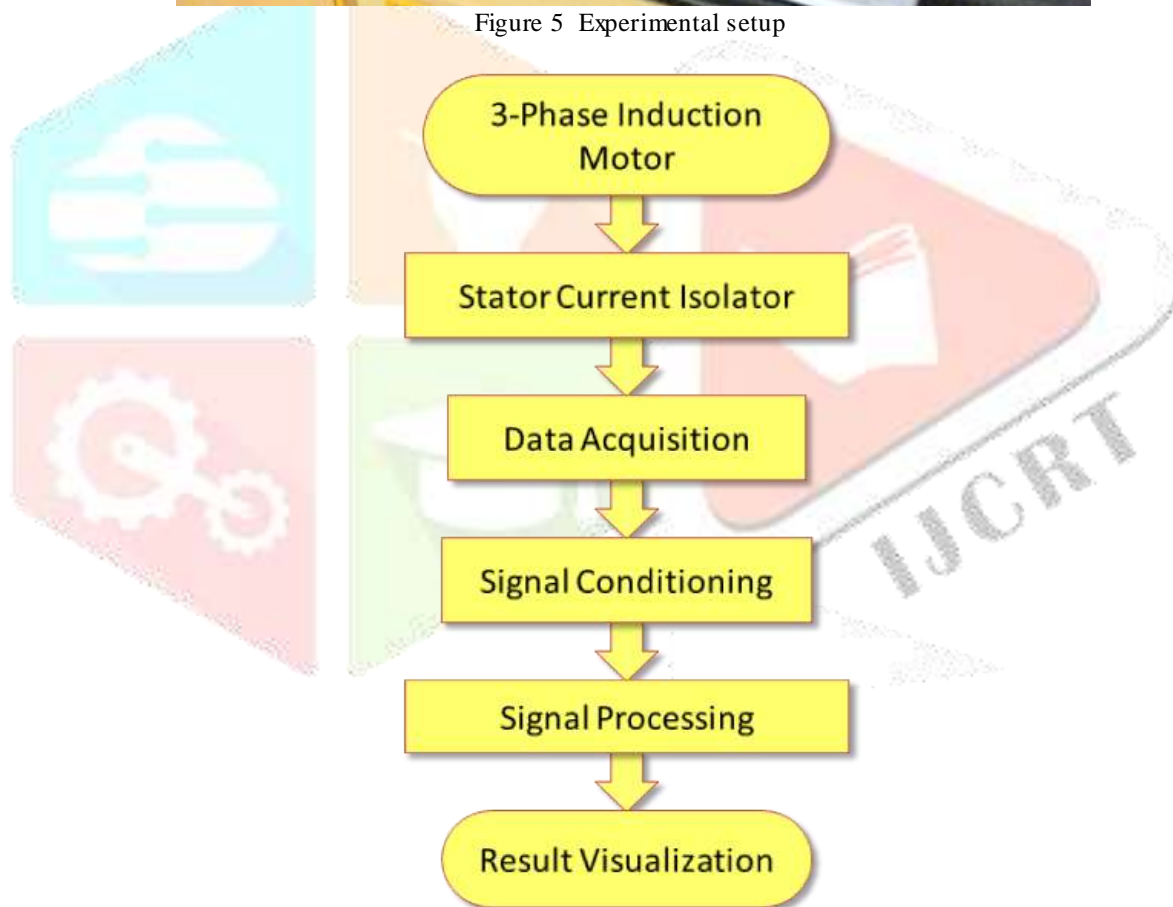 Figure 5 Experimental setup
3-Phase Induction
Motor
Stator Current Isolator
Data Acquisition
IJCRT
Signal Conditioning
Signal Processing
Result Visualization